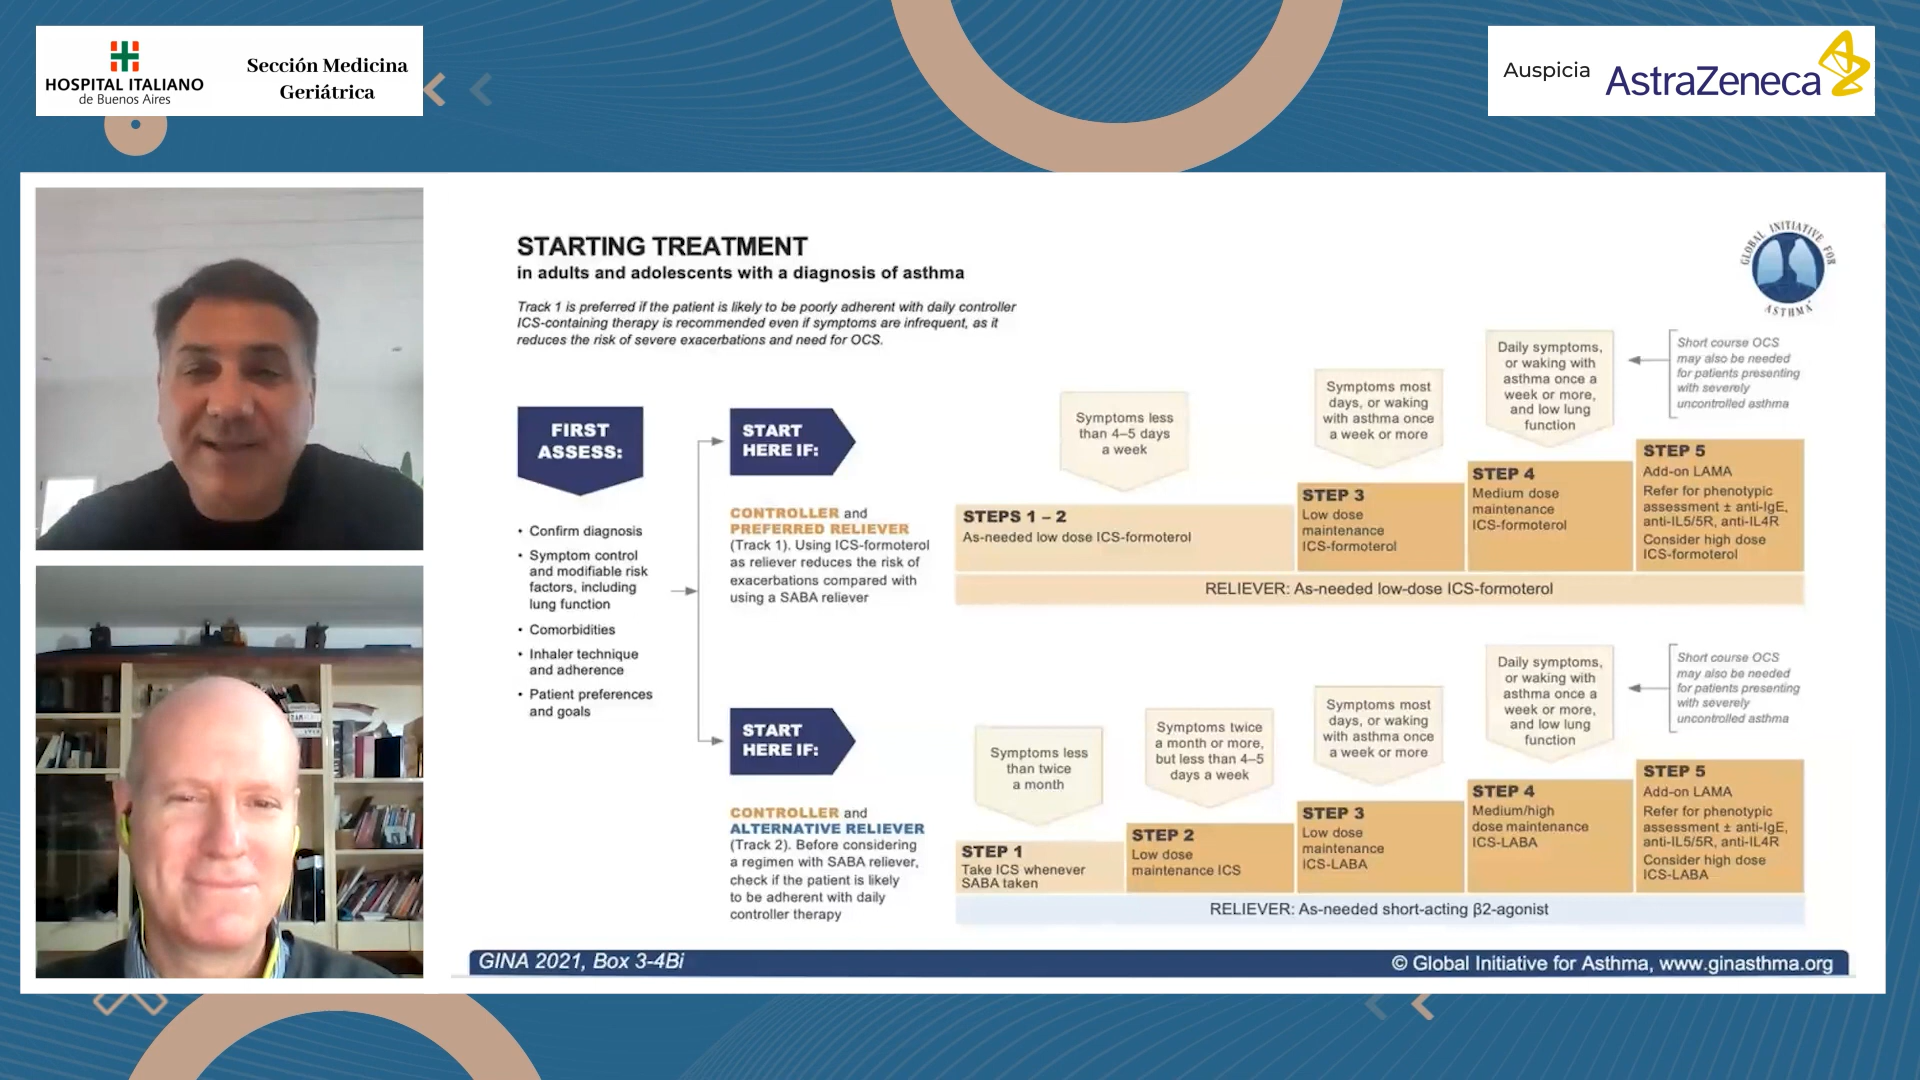 HOSPITAL ITALIANO
de Buenos Aires
Sección Medicina
Geriátrica
Auspicia
AstraZeneca
STARTING TREATMENT
in adults and adolescents with a diagnosis of asthma
Track 1 is preferred if the patient is likely to be poorly adherent with daily controller
ICS-containing therapy is recommended even if symptoms are infrequent, as it
reduces the risk of severe exacerbations and need for OCS.
GLOBAL INITIATIVE FOR
ASTHMA
FIRST
ASSESS:
• Confirm diagnosis
• Symptom control
and modifiable risk
factors, including
lung function
• Comorbidities
• Inhaler technique
and adherence
• Patient preferences
and goals
START
HERE IF:
CONTROLLER and
PREFERRED RELIEVER
(Track 1). Using ICS-formoterol
as reliever reduces the risk of
exacerbations compared with
using a SABA reliever
Symptoms less
than 4–5 days
a week
Symptoms most
days, or waking
with asthma once
a week or more
Daily symptoms,
or waking with
asthma once a
week or more,
and low lung
function
Short course OCS
may also be needed
for patients presenting
with severely
uncontrolled asthma
STEPS 1 – 2
As-needed low dose ICS-formoterol
STEP 3
Low dose
maintenance
ICS-formoterol
STEP 4
Medium dose
maintenance
ICS-formoterol
STEP 5
Add-on LAMA
Refer for phenotypic
assessment ± anti-IgE,
anti-IL5/5R, anti-IL4R
Consider high dose
ICS-formoterol
RELIEVER: As-needed low-dose ICS-formoterol
START
HERE IF:
CONTROLLER and
ALTERNATIVE RELIEVER
(Track 2). Before considering
a regimen with SABA reliever,
check if the patient is likely
to be adherent with daily
controller therapy
Symptoms less
than twice
a month
Symptoms twice
a month or more,
but less than 4–5
days a week
Symptoms most
days, or waking
with asthma once
a week or more
Daily symptoms,
or waking with
asthma once a
week or more,
and low lung
function
Short course OCS
may also be needed
for patients presenting
with severely
uncontrolled asthma
STEP 1
Take ICS whenever
SABA taken
STEP 2
Low dose
maintenance ICS
STEP 3
Low dose
maintenance
ICS-LABA
STEP 4
Medium/high
dose maintenance
ICS-LABA
STEP 5
Add-on LAMA
Refer for phenotypic
assessment ± anti-IgE,
anti-IL5/5R, anti-IL4R
Consider high dose
ICS-LABA
RELIEVER: As-needed short-acting β2-agonist
GINA 2021, Box 3-4Bi
© Global Initiative for Asthma, www.ginasthma.org